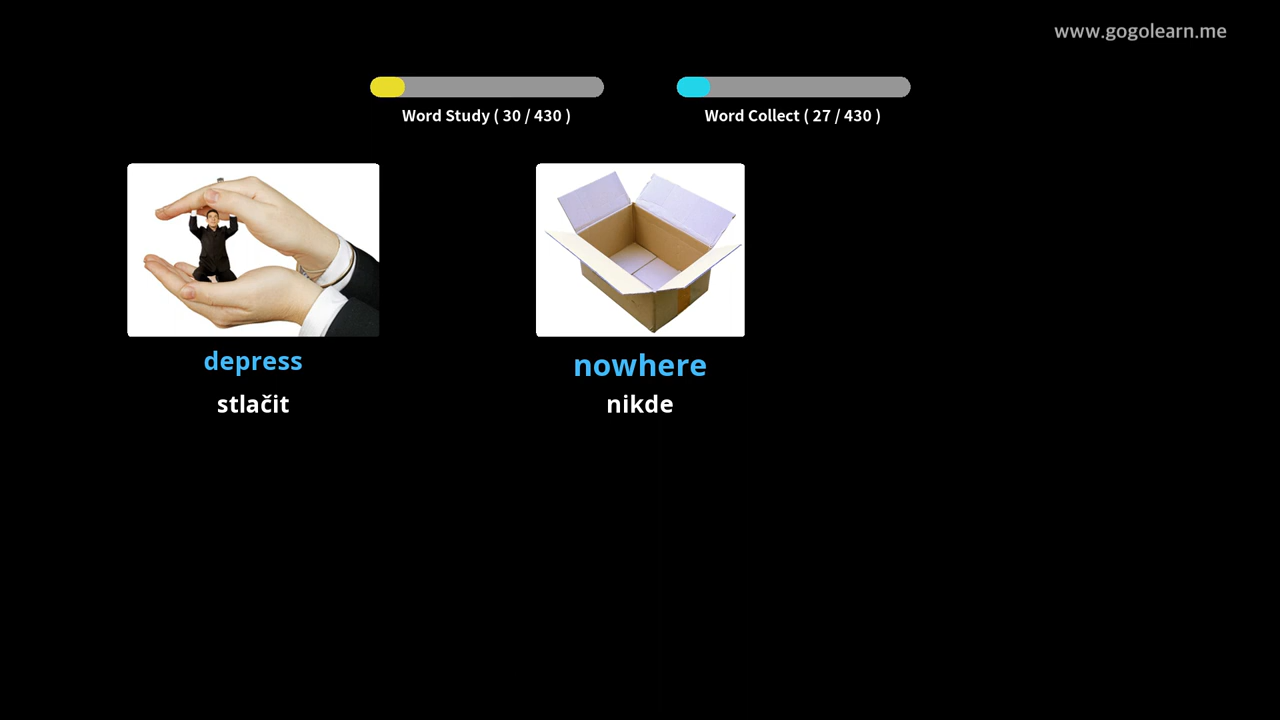 www.gogolearn.me
Word Study ( 30 / 430 )
Word Collect ( 27 / 430 )
depress
stlačit
nowhere
nikde